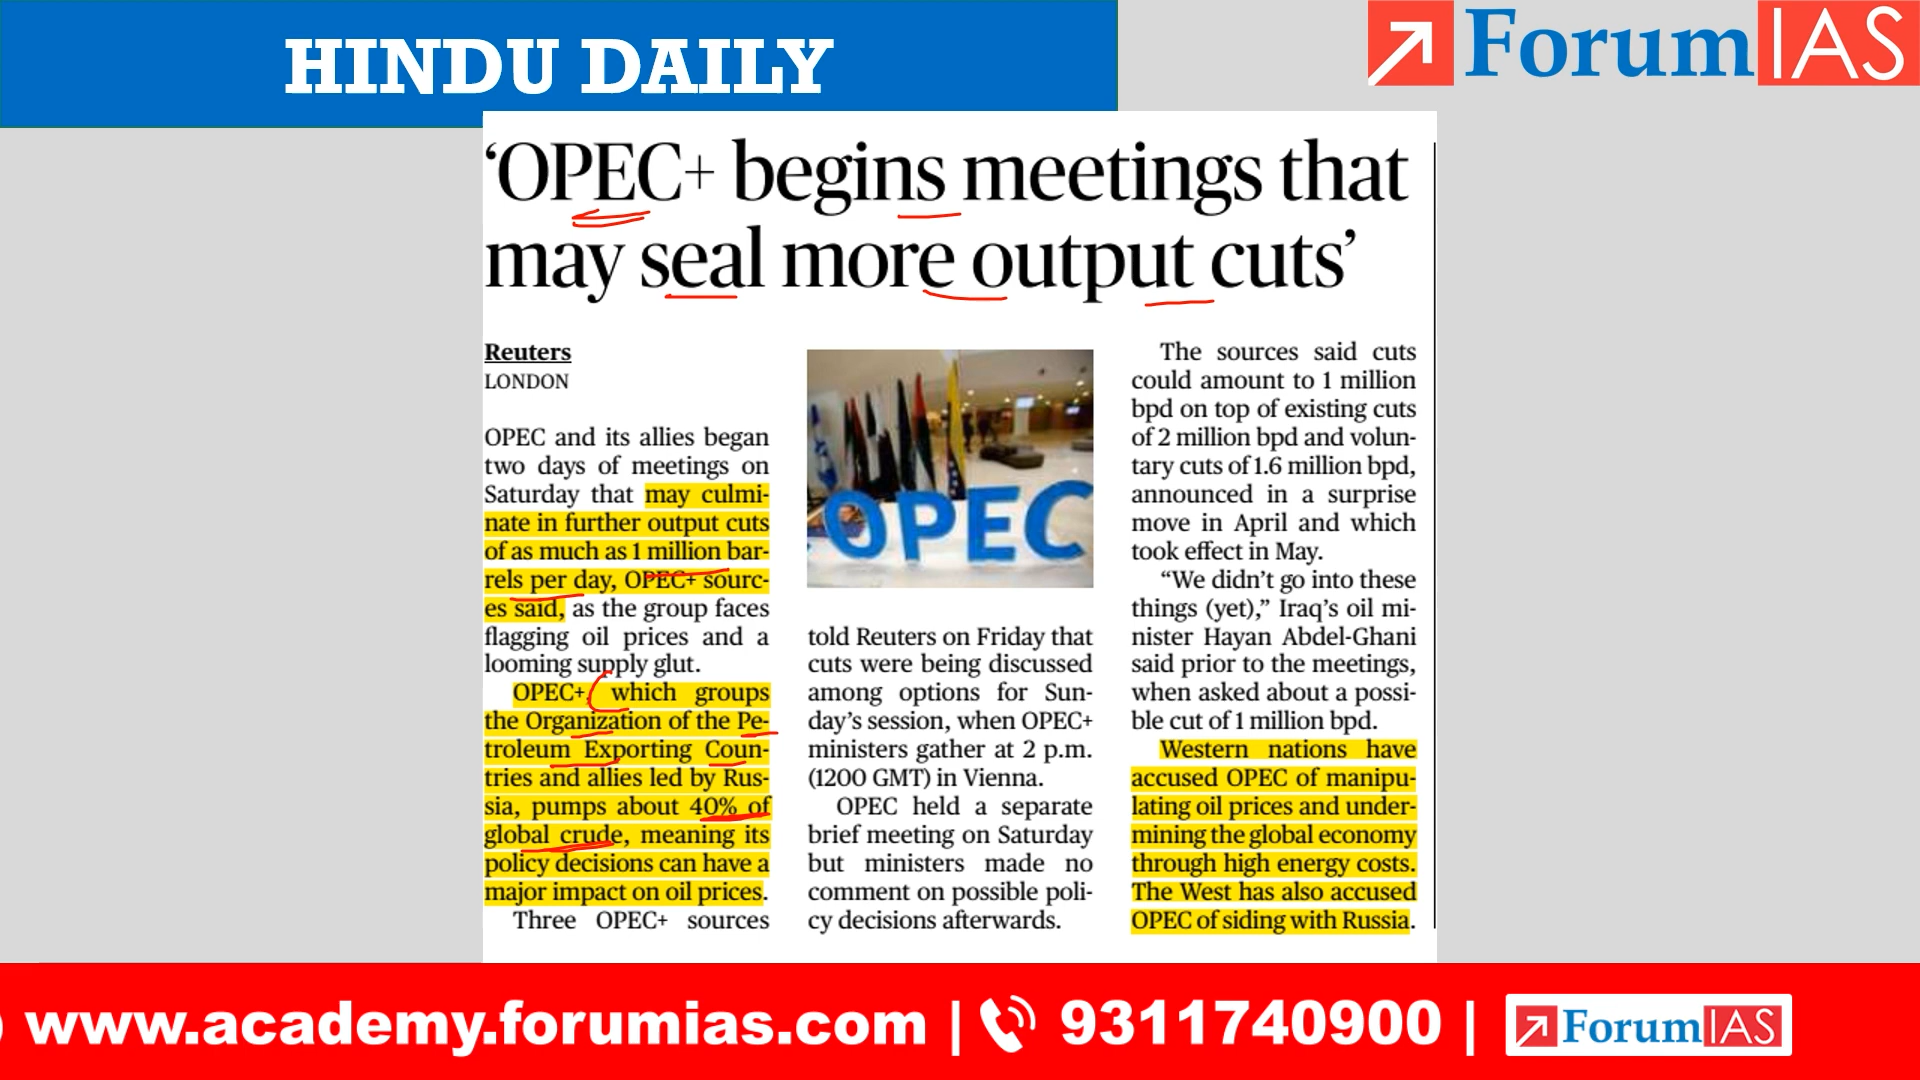 HINDU DAILY
ForumIAS
‘OPEC+ begins meetings that
may seal more output cuts’
Reuters
LONDON
OPEC and its allies began
two days of meetings on
Saturday that may culmi-
nate in further output cuts
of as much as 1 million bar-
rels per day, OPEC+ sourc-
es said, as the group faces
flagging oil prices and a
looming supply glut.
OPEC+, which groups
the Organization of the Pe-
troleum Exporting Coun-
tries and allies led by Rus-
sia, pumps about 40% of
global crude, meaning its
policy decisions can have a
major impact on oil prices.
Three OPEC+ sources
OPEC
told Reuters on Friday that
cuts were being discussed
among options for Sun-
day’s session, when OPEC+
ministers gather at 2 p.m.
(1200 GMT) in Vienna.
OPEC held a separate
brief meeting on Saturday
but ministers made no
comment on possible poli-
cy decisions afterwards.
The sources said cuts
could amount to 1 million
bpd on top of existing cuts
of 2 million bpd and volun-
tary cuts of 1.6 million bpd,
announced in a surprise
move in April and which
took effect in May.
“We didn’t go into these
things (yet),” Iraq’s oil mi-
nister Hayan Abdel-Ghani
said prior to the meetings,
when asked about a possi-
ble cut of 1 million bpd.
Western nations have
accused OPEC of manipu-
lating oil prices and under-
mining the global economy
through high energy costs.
The West has also accused
OPEC of siding with Russia.
www.academy.forumias.com | 9311740900 | ForumIAS